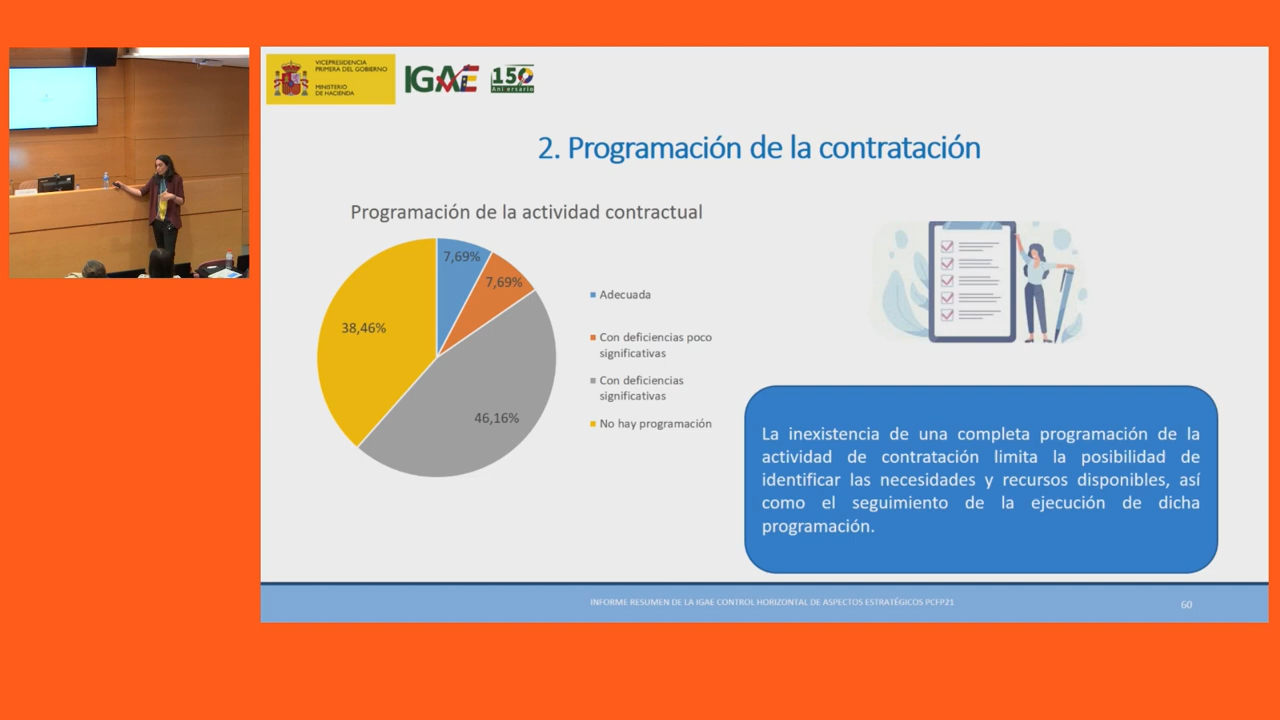 VICEPRESIDENCIA
PRIMERA DEL GOBIERNO
MINISTERIO
DE HACIENDA
IGAE
150
Aniversario
2. Programación de la contratación
Programación de la actividad contractual
7,69%
7,69%
38,46%
46,16%
Adecuada
Con deficiencias poco
significativas
Con deficiencias
significativas
No hay programación
La inexistencia de una completa programación de la
actividad de contratación limita la posibilidad de
identificar las necesidades y recursos disponibles, así
como el seguimiento de la ejecución de dicha
programación.
INFORME RESUMEN DE LA IGAE CONTROL HORIZONTAL DE ASPECTOS ESTRATÉGICOS PCFP21
60